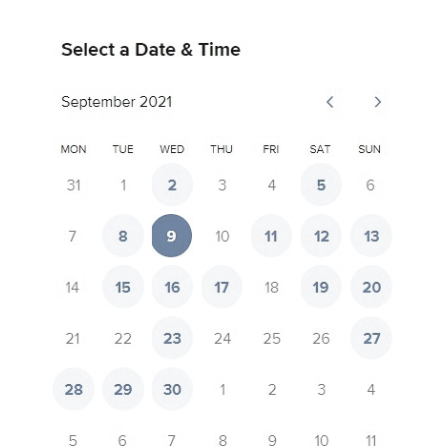 Select a Date & Time
September 2021
MON TUE WED THU FRI SAT SUN
31 1 2 3 4 5 6
7 8 9 10 11 12 13
14 15 16 17 18 19 20
21 22 23 24 25 26 27
28 29 30 1 2 3 4
5 6 7 8 9 10 11